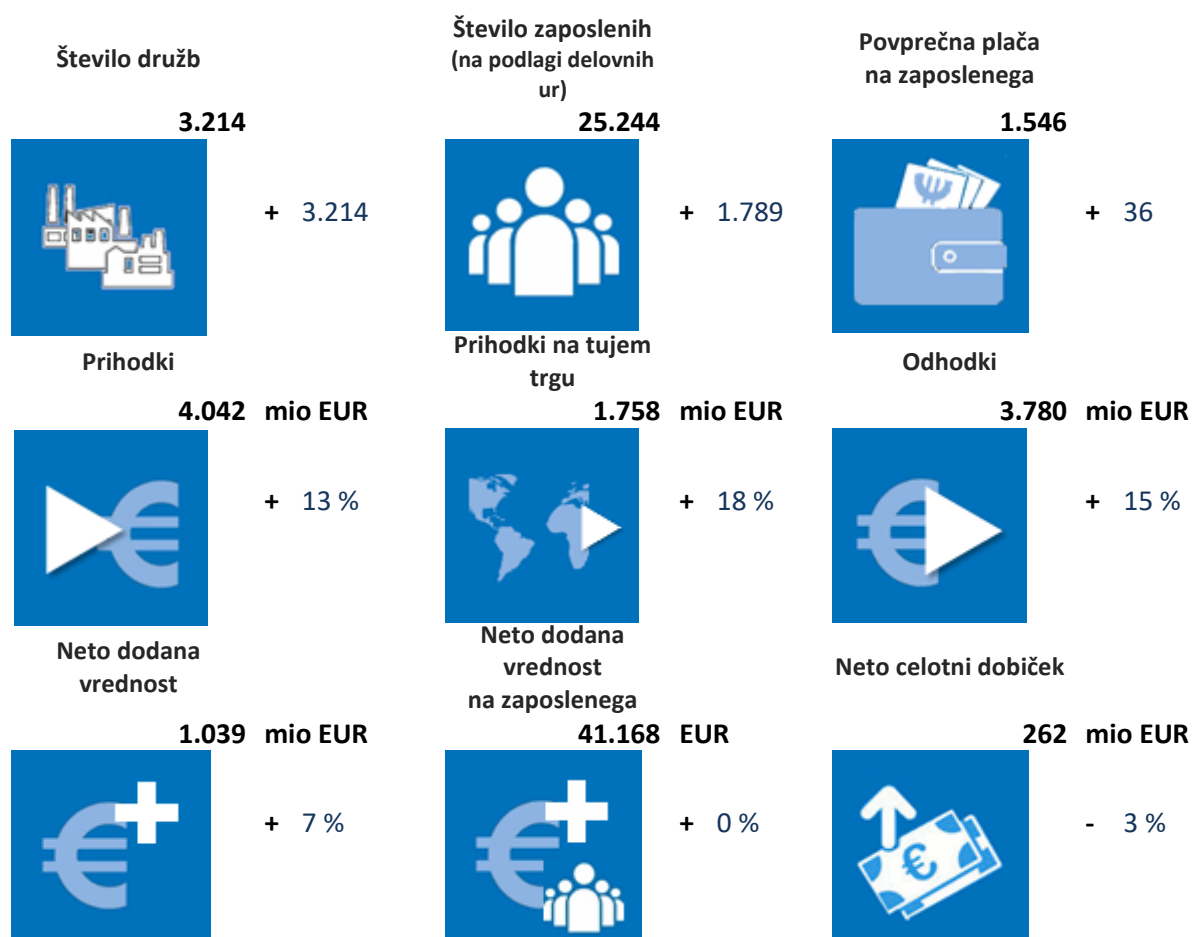 Število družb
Število zaposlenih
(na podlagi delovnih
ur)
Povprečna plača
na zaposlenega
3.214
25.244
1.546
+ 3.214
+ 1.789
+ 36
Prihodki
Prihodki na tujem
trgu
Odhodki
4.042 mio EUR
1.758 mio EUR
3.780 mio EUR
+ 13 %
+ 18 %
+ 15 %
Neto dodana
vrednost
Neto dodana
vrednost
na zaposlenega
Neto celotni dobiček
1.039 mio EUR
41.168 EUR
262 mio EUR
+ 7 %
+ 0 %
- 3 %